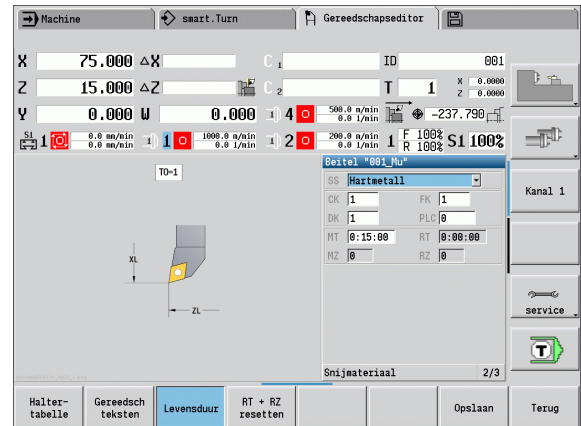 Machine smart.Turn Gereedschapseditor
X 75.000 △X C 1 ID 001
Z 15.000 △Z C 2 T 1 X 0.0000 Z 0.0000
Y 0.000 W 0.000 4 500.0 m/min 0.0 1/min -237.790
S1 1 0.0 mm/min 0.0 mm/min 1 1000.0 m/min 0.0 1/min 2 200.0 m/min 0.0 1/min 1 F 100% R 100% S1 100%
TO=1
XL
ZL
Beitel "001_Mu"
SS Hartmetall
CK 1 FK 1
DK 1 PLC 0
MT 0:15:00 RT 0:00:00
MZ 0 RZ 0
Snijmateriaal 2/3
Kanal 1
service
T
Halter-
tabelle
Gereedsch
teksten
Levensduur
RT + RZ
resetten
Opslaan
Terug